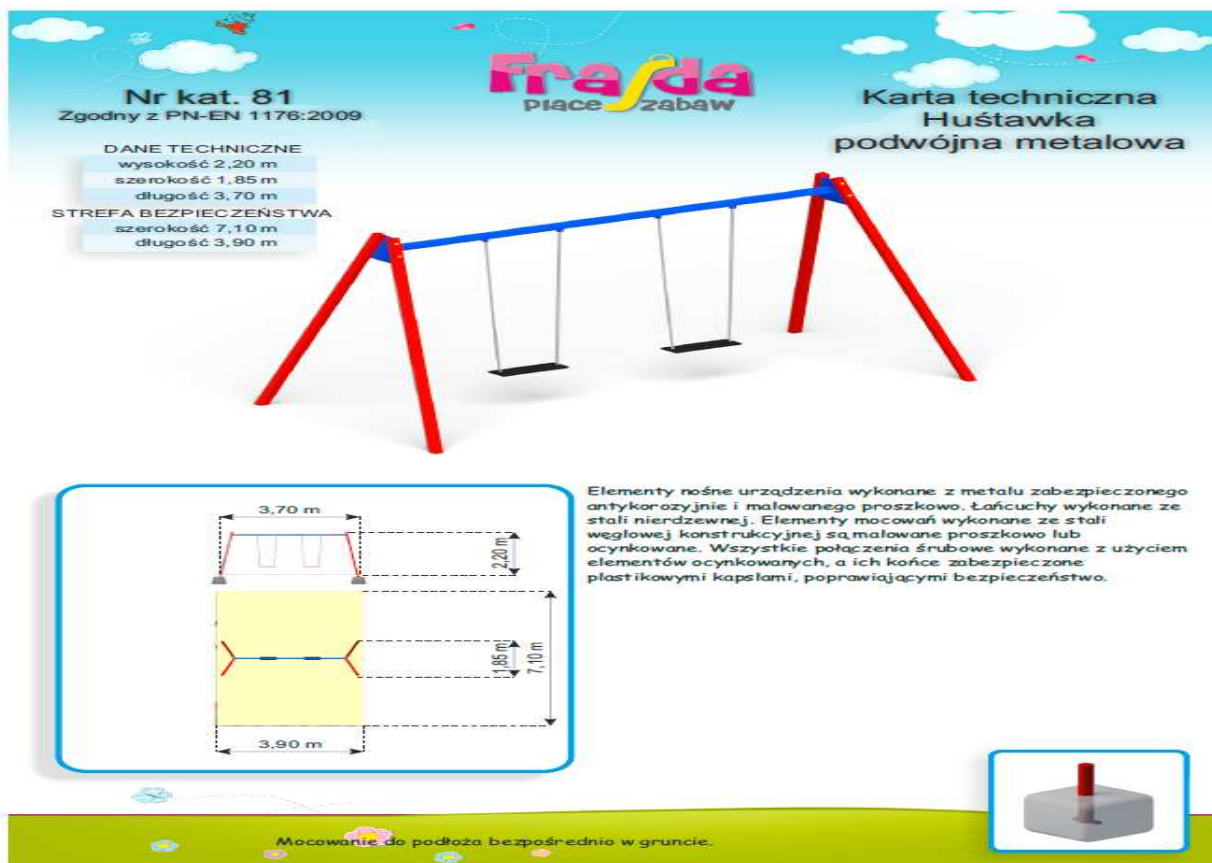 Nr kat. 81
Zgodny z PN-EN 1176:2009
Frajda
Place zabaw
Karta techniczna
Huśtawka
podwójna metalowa
DANE TECHNICZNE
wysokość 2,20 m
szerokość 1,85 m
długość 3,70 m
STREFA BEZPIECZEŃSTWA
szerokość 7,10 m
długość 3,90 m
3,70 m
2,20 m
1,85 m
7,10 m
3,90 m
Elementy nośne urządzenia wykonane z metalu zabezpieczonego
antykorozyjnie i malowanego proszkowo. Łańcuchy wykonane ze
stali nierdzewnej. Elementy mocowań wykonane ze stali
węglowej konstrukcyjnej są malowane proszkowo lub
ocynkowane. Wszystkie połączenia śrubowe wykonane z użyciem
elementów ocynkowanych, a ich końce zabezpieczone
plastikowymi kapslami, poprawiającymi bezpieczeństwo.
Mocowanie do podłoża bezpośrednio w gruncie.